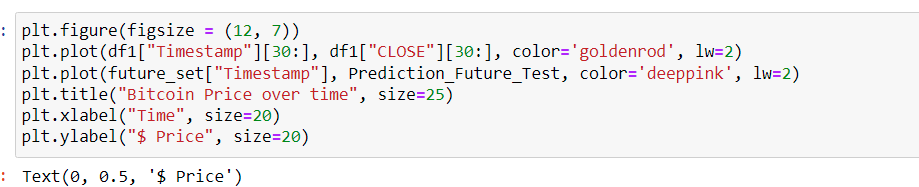 : plt.figure(figsize = (12, 7))
plt.plot(df1["Timestamp"][30:], df1["CLOSE"][30:], color='goldenrod', lw=2)
plt.plot(future_set["Timestamp"], Prediction_Future_Test, color='deeppink', lw=2)
plt.title("Bitcoin Price over time", size=25)
plt.xlabel("Time", size=20)
plt.ylabel("$ Price", size=20)
: Text(0, 0.5, '$ Price')